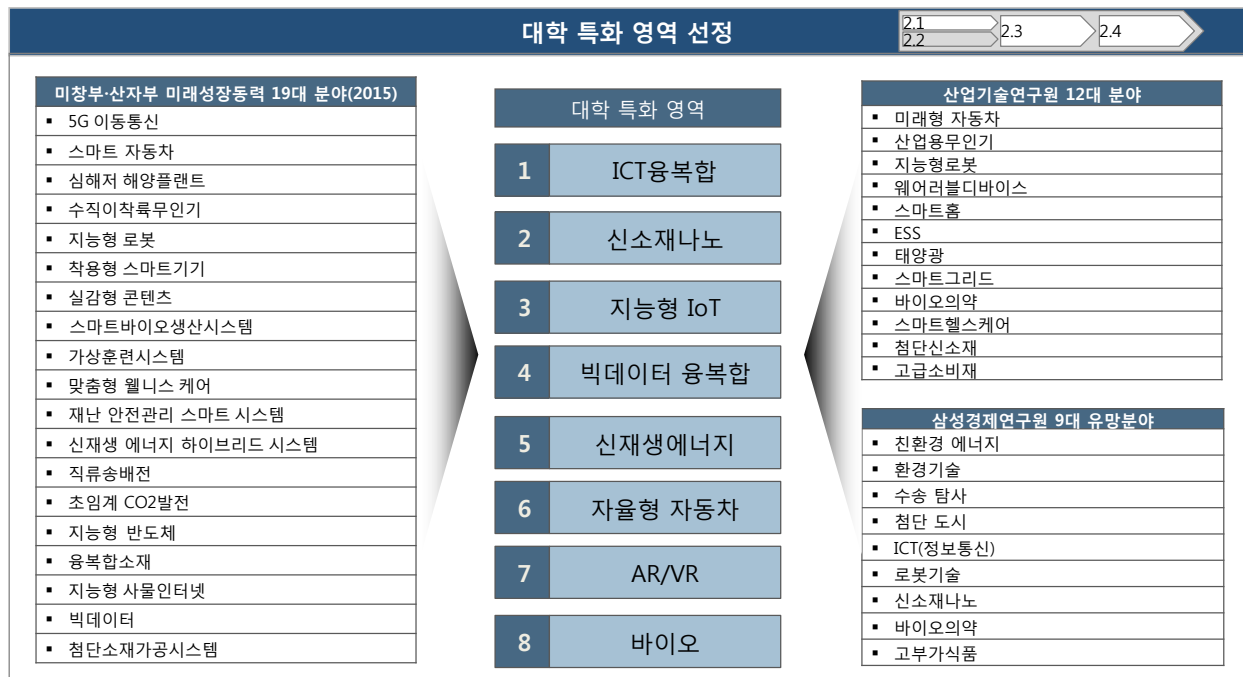 대학 특화 영역 선정
2.1
2.2
2.3
2.4
미창부·산자부 미래성장동력 19대 분야(2015)
▪ 5G 이동통신
▪ 스마트 자동차
▪ 심해저 해양플랜트
▪ 수직이착륙무인기
▪ 지능형 로봇
▪ 착용형 스마트기기
▪ 실감형 콘텐츠
▪ 스마트바이오생산시스템
▪ 가상훈련시스템
▪ 맞춤형 웰니스 케어
▪ 재난 안전관리 스마트 시스템
▪ 신재생 에너지 하이브리드 시스템
▪ 직류송배전
▪ 초임계 CO2발전
▪ 지능형 반도체
▪ 융복합소재
▪ 지능형 사물인터넷
▪ 빅데이터
▪ 첨단소재가공시스템
대학 특화 영역
1 ICT융복합
2 신소재나노
3 지능형 IoT
4 빅데이터 융복합
5 신재생에너지
6 자율형 자동차
7 AR/VR
8 바이오
산업기술연구원 12대 분야
▪ 미래형 자동차
▪ 산업용무인기
▪ 지능형로봇
▪ 웨어러블디바이스
▪ 스마트홈
▪ ESS
▪ 태양광
▪ 스마트그리드
▪ 바이오의약
▪ 스마트헬스케어
▪ 첨단신소재
▪ 고급소비재
삼성경제연구원 9대 유망분야
▪ 친환경 에너지
▪ 환경기술
▪ 수송 탐사
▪ 첨단 도시
▪ ICT(정보통신)
▪ 로봇기술
▪ 신소재나노
▪ 바이오의약
▪ 고부가식품